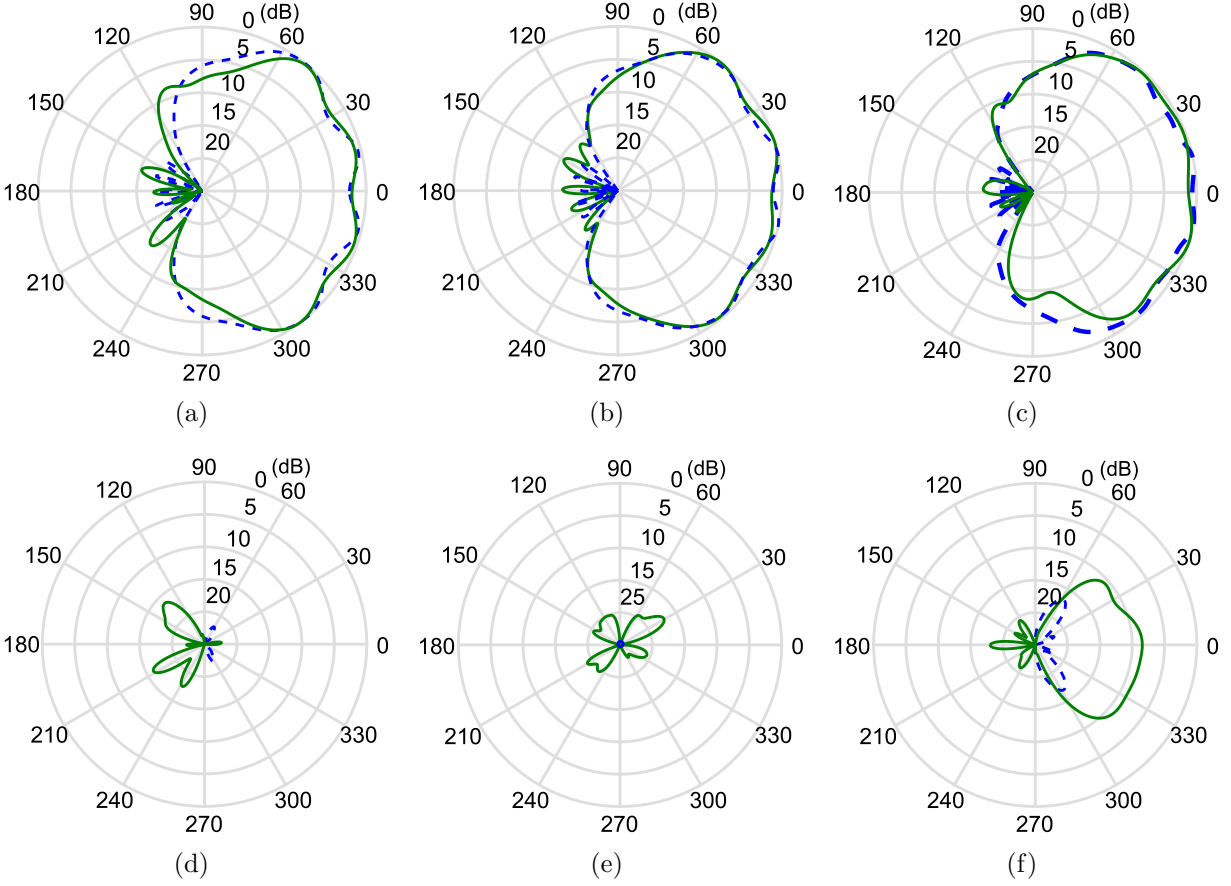 90 0 (dB) 90 0 (dB) 90 0 (dB)
120 5 60 120 5 60 120 5 60
150 10 30 150 10 30 150 10 30
15 15 15
20 20 20
180 0 180 0 180 0
210 330 210 330 210 330
240 300 240 300 240 300
270 270 270
(a) (b) (c)
90 0 (dB) 90 0 (dB) 90 0 (dB)
120 60 120 60 120 60
5 5 5
10 10 10
150 30 150 30 150 30
15 15 15
20 25 20
180 0 180 0 180 0
210 330 210 330 210 330
240 300 240 300 240 300
270 270 270
(d) (e) (f)